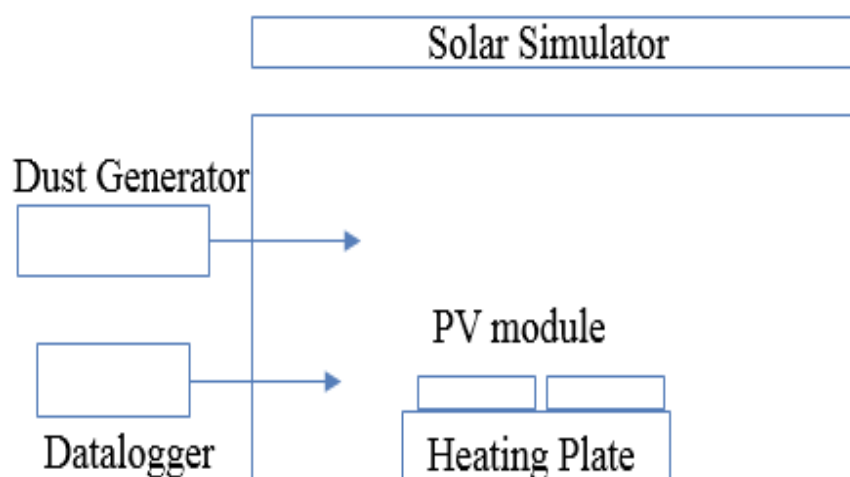 Solar Simulator
Dust Generator
PV module
Datalogger
Heating Plate